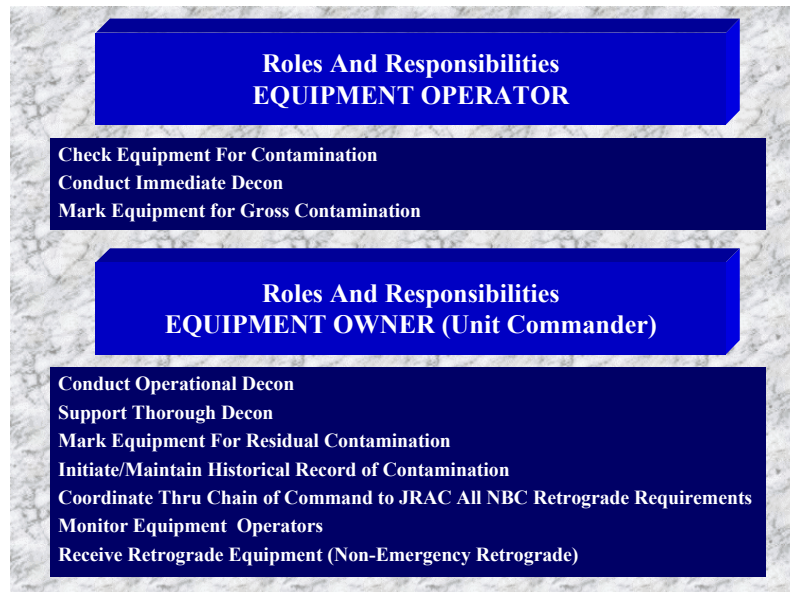 Roles And Responsibilities
EQUIPMENT OPERATOR
Check Equipment For Contamination
Conduct Immediate Decon
Mark Equipment for Gross Contamination
Roles And Responsibilities
EQUIPMENT OWNER (Unit Commander)
Conduct Operational Decon
Support Thorough Decon
Mark Equipment For Residual Contamination
Initiate/Maintain Historical Record of Contamination
Coordinate Thru Chain of Command to JRAC All NBC Retrograde Requirements
Monitor Equipment  Operators
Receive Retrograde Equipment (Non-Emergency Retrograde)